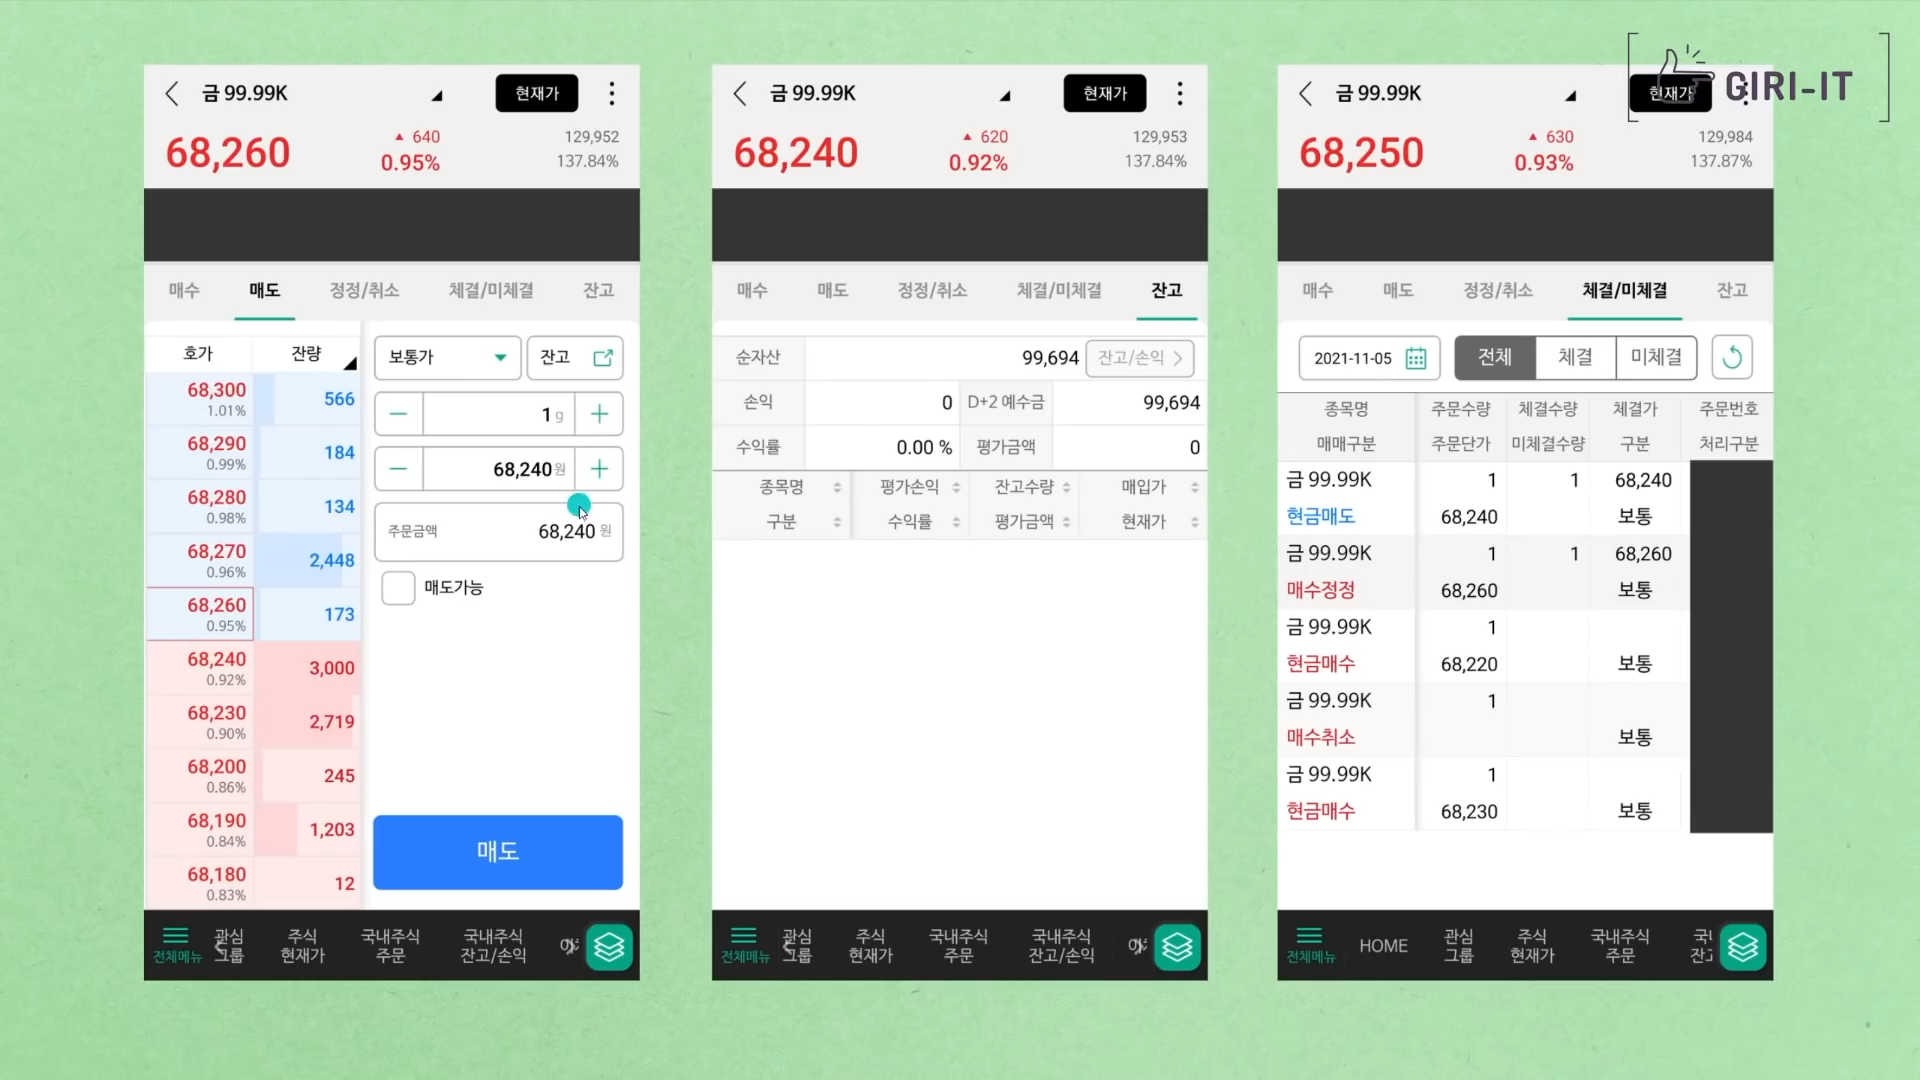 GIRI-IT
금 99.99K
현재가
68,260
▲ 640
0.95%
129,952
137.84%
매수 매도 정정/취소 체결/미체결 잔고
호가 잔량
68,300 566
1.01%
68,290 184
0.99%
68,280 134
0.98%
68,270 2,448
0.96%
68,260 173
0.95%
68,240 3,000
0.92%
68,230 2,719
0.90%
68,200 245
0.86%
68,190 1,203
0.84%
68,180 12
0.83%
보통가 잔고
1 g
68,240 원
주문금액 68,240 원
매도가능
매도
전체메뉴
관심
그룹
주식
현재가
국내주식
주문
국내주식
잔고/손익
금 99.99K
현재가
68,240
▲ 620
0.92%
129,953
137.84%
매수 매도 정정/취소 체결/미체결 잔고
순자산 99,694 잔고/손익
손익 0 D+2 예수금 99,694
수익률 0.00 % 평가금액 0
종목명 평가손익 잔고수량 매입가
구분 수익률 평가금액 현재가
전체메뉴
관심
그룹
주식
현재가
국내주식
주문
국내주식
잔고/손익
금 99.99K
현재가
68,250
▲ 630
0.93%
129,984
137.87%
매수 매도 정정/취소 체결/미체결 잔고
2021-11-05 전체 체결 미체결
종목명 주문수량 체결수량 체결가 주문번호
매매구분 주문단가 미체결수량 구분 처리구분
금 99.99K 1 1 68,240
현금매도 68,240 보통
금 99.99K 1 1 68,260
매수정정 68,260 보통
금 99.99K 1
현금매수 68,220 보통
금 99.99K 1
매수취소 보통
금 99.99K 1
현금매수 68,230 보통
전체메뉴
HOME
관심
그룹
주식
현재가
국내주식
주문